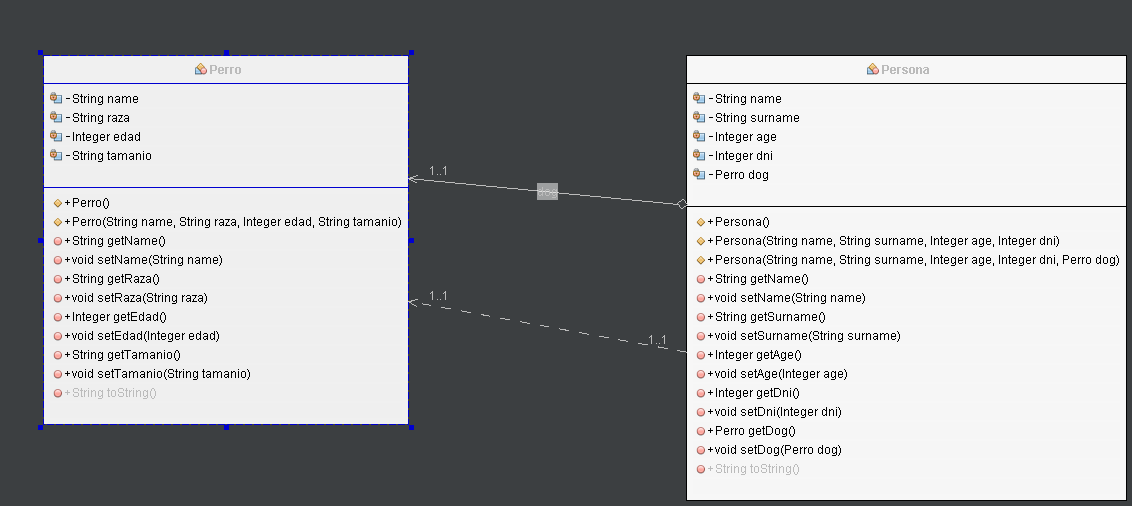 Perro
-String name
-String raza
-Integer edad
-String tamanio
+Perro()
+Perro(String name, String raza, Integer edad, String tamanio)
+String getName()
+void setName(String name)
+String getRaza()
+void setRaza(String raza)
+Integer getEdad()
+void setEdad(Integer edad)
+String getTamanio()
+void setTamanio(String tamanio)
+String toString()
1..1
1..1
1..1
Persona
-String name
-String surname
-Integer age
-Integer dni
-Perro dog
+Persona()
+Persona(String name, String surname, Integer age, Integer dni)
+Persona(String name, String surname, Integer age, Integer dni, Perro dog)
+String getName()
+void setName(String name)
+String getSurname()
+void setSurname(String surname)
+Integer getAge()
+void setAge(Integer age)
+Integer getDni()
+void setDni(Integer dni)
+Perro getDog()
+void setDog(Perro dog)
+String toString()